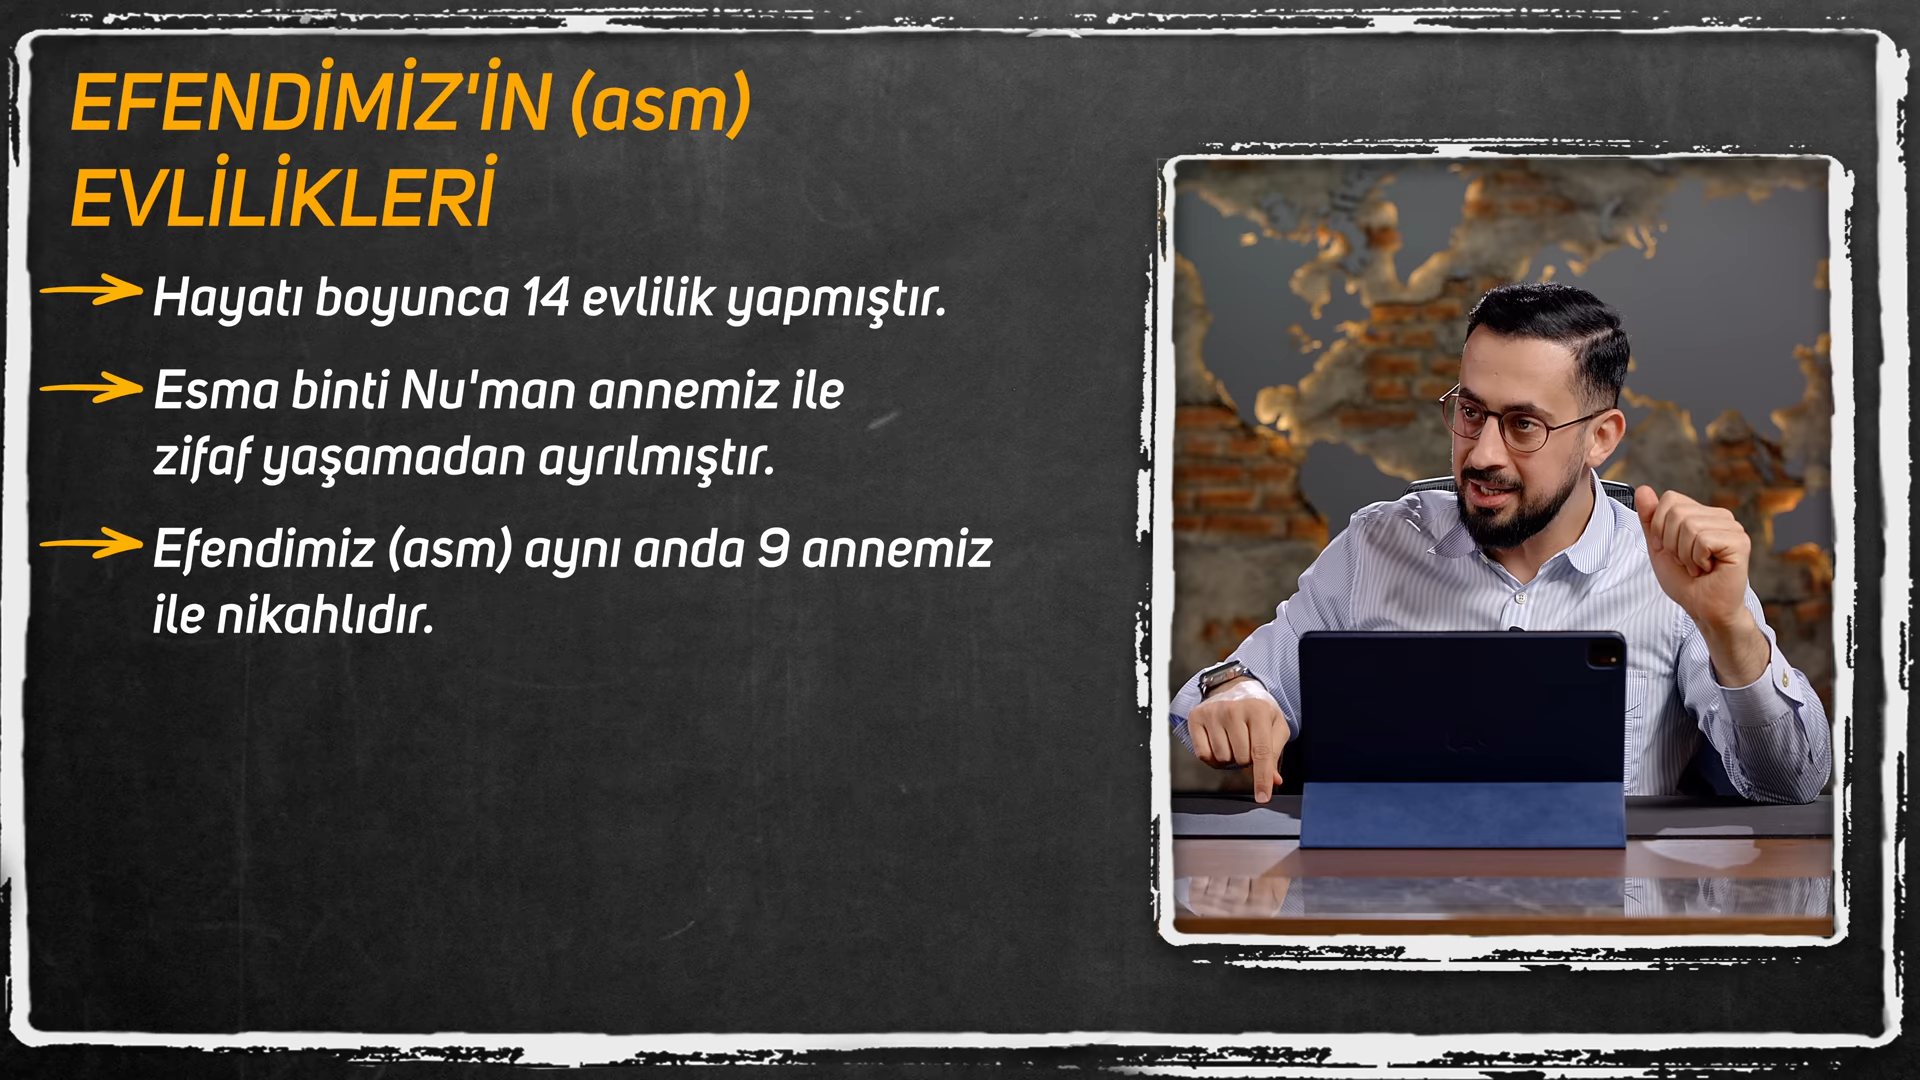 EFENDİMİZ'İN (asm)
EVLİLİKLERİ
Hayatı boyunca 14 evlilik yapmıştır.
Esma binti Nu'man annemiz ile
zifaf yaşamadan ayrılmıştır.
Efendimiz (asm) aynı anda 9 annemiz
ile nikahlıdır.